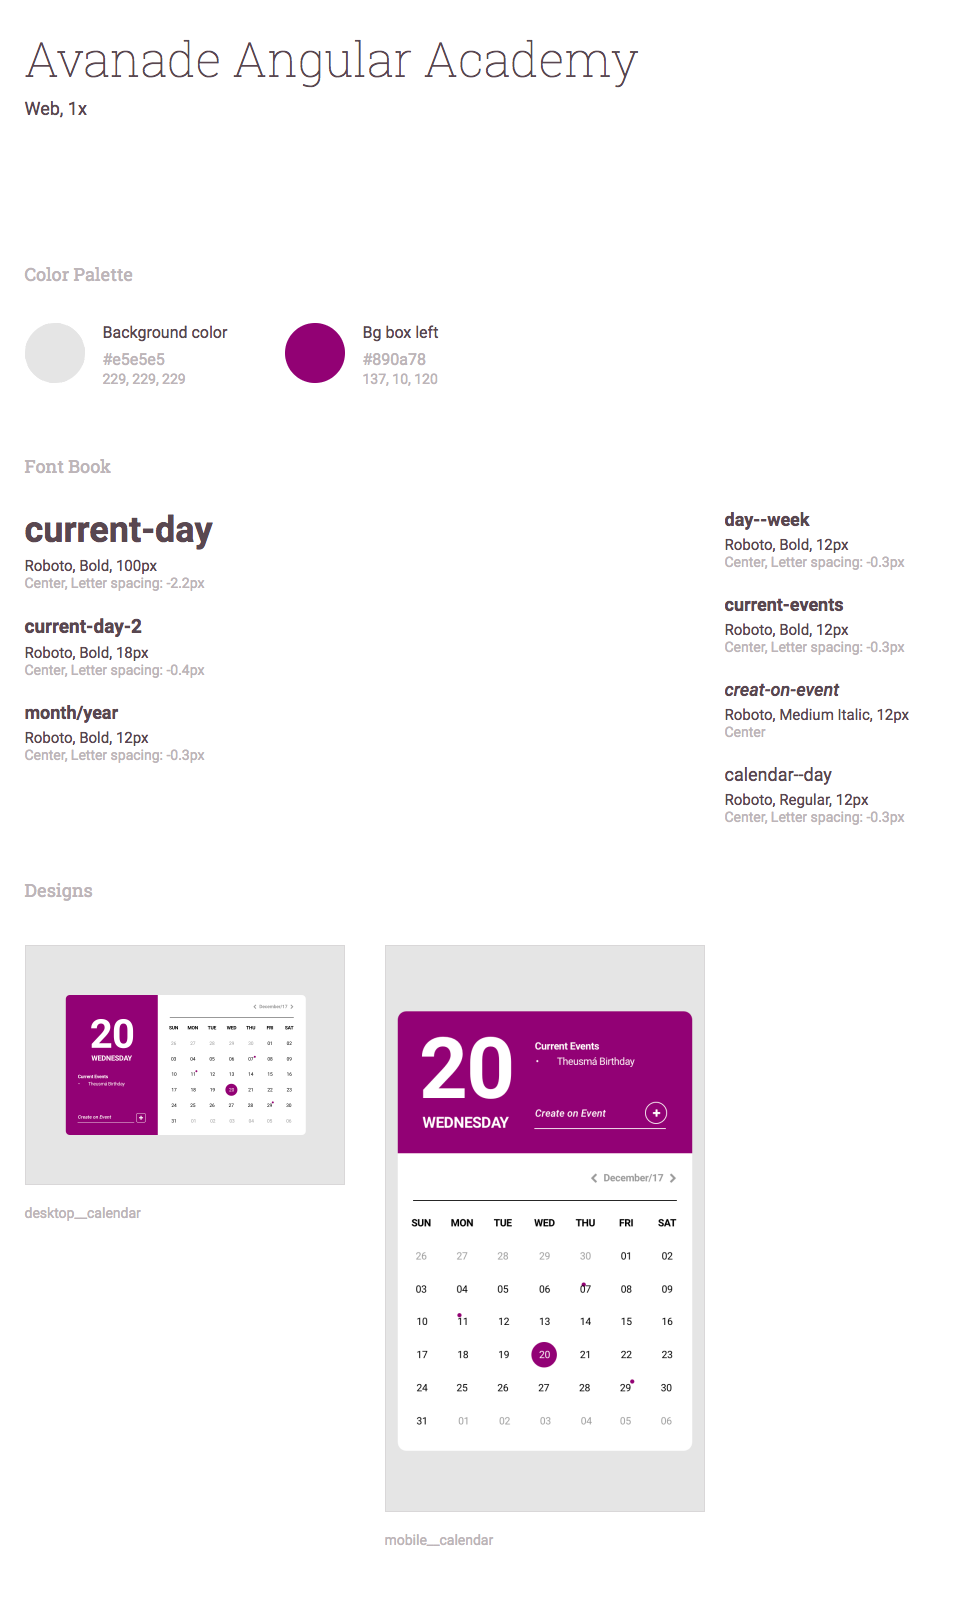 Avanade Angular Academy
Web, 1x
Color Palette
Background color
#e5e5e5
229, 229, 229
Bg box left
#890a78
137, 10, 120
Font Book
current-day
Roboto, Bold, 100px
Center, Letter spacing: -2.2px
current-day-2
Roboto, Bold, 18px
Center, Letter spacing: -0.4px
month/year
Roboto, Bold, 12px
Center, Letter spacing: -0.3px
day--week
Roboto, Bold, 12px
Center, Letter spacing: -0.3px
current-events
Roboto, Bold, 12px
Center, Letter spacing: -0.3px
creat-on-event
Roboto, Medium Italic, 12px
Center
calendar--day
Roboto, Regular, 12px
Center, Letter spacing: -0.3px
Designs
20
WEDNESDAY
Current Events
Theusmá Birthday
Create on Event
December/17
SUN MON TUE WED THU FRI SAT
26 27 28 29 30 01 02
03 04 05 06 07 08 09
10 11 12 13 14 15 16
17 18 19 20 21 22 23
24 25 26 27 28 29 30
31 01 02 03 04 05 06
desktop__calendar
20
WEDNESDAY
Current Events
Theusmá Birthday
Create on Event
December/17
SUN MON TUE WED THU FRI SAT
26 27 28 29 30 01 02
03 04 05 06 07 08 09
10 11 12 13 14 15 16
17 18 19 20 21 22 23
24 25 26 27 28 29 30
31 01 02 03 04 05 06
mobile__calendar